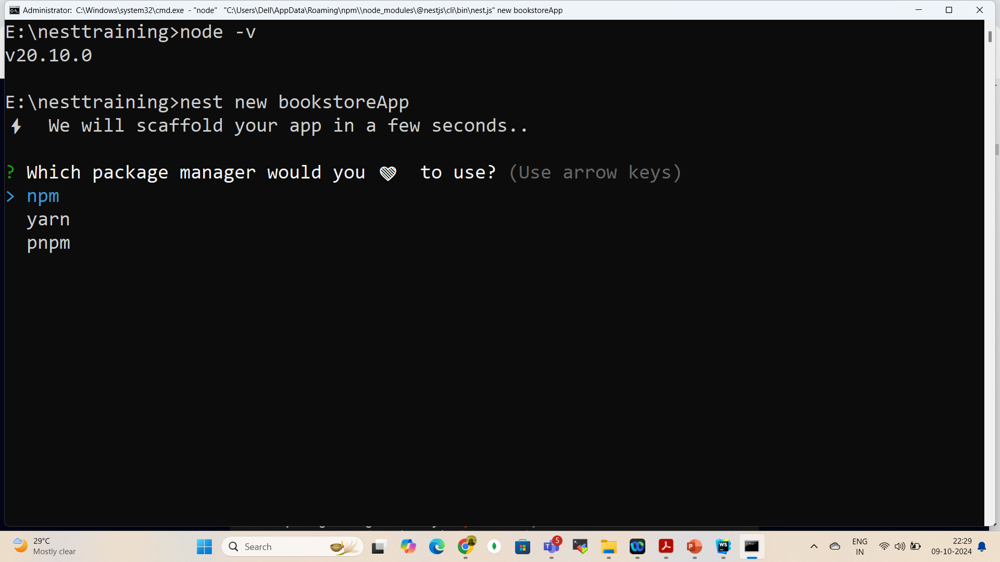 Administrator: C:\Windows\system32\cmd.exe - "node" "C:\Users\Dell\AppData\Roaming\npm\\node_modules\@nestjs\cli\bin\nest.js" new bookstoreApp
E:\nesttraining>node -v
v20.10.0
E:\nesttraining>nest new bookstoreApp
⚡ We will scaffold your app in a few seconds..
? Which package manager would you 💙 to use? (Use arrow keys)
> npm
yarn
pnpm
29°C
Mostly clear
Search
5
ENG
IN
22:29
09-10-2024